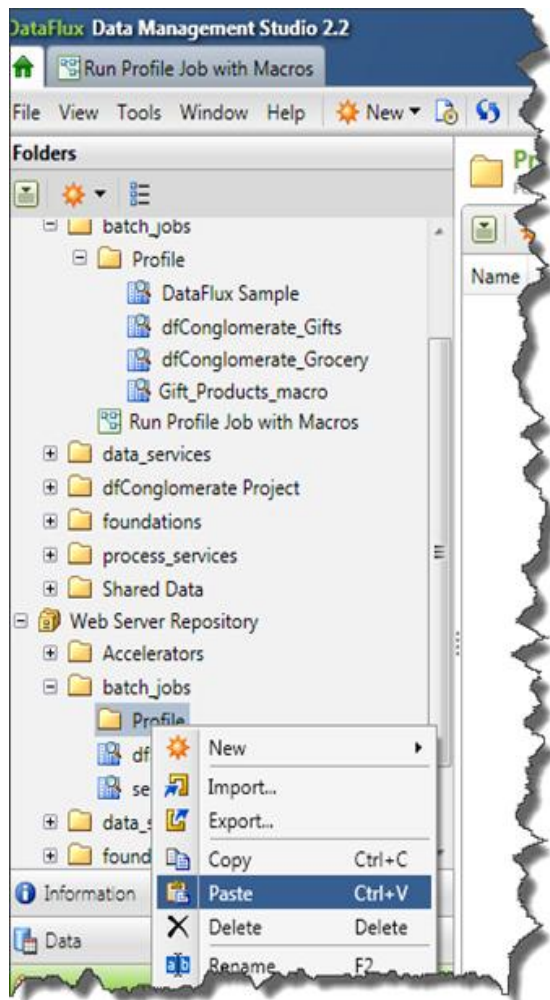 DataFlux Data Management Studio 2.2
Run Profile Job with Macros
File View Tools Window Help New
Folders
Name
batch_jobs
Profile
DataFlux Sample
dfConglomerate_Gifts
dfConglomerate_Grocery
Gift_Products_macro
Run Profile Job with Macros
data_services
dfConglomerate Project
foundations
process_services
Shared Data
Web Server Repository
Accelerators
batch_jobs
Profile
New
Import...
Export...
Copy Ctrl+C
Paste Ctrl+V
Delete Delete
Rename F2
Information
Data